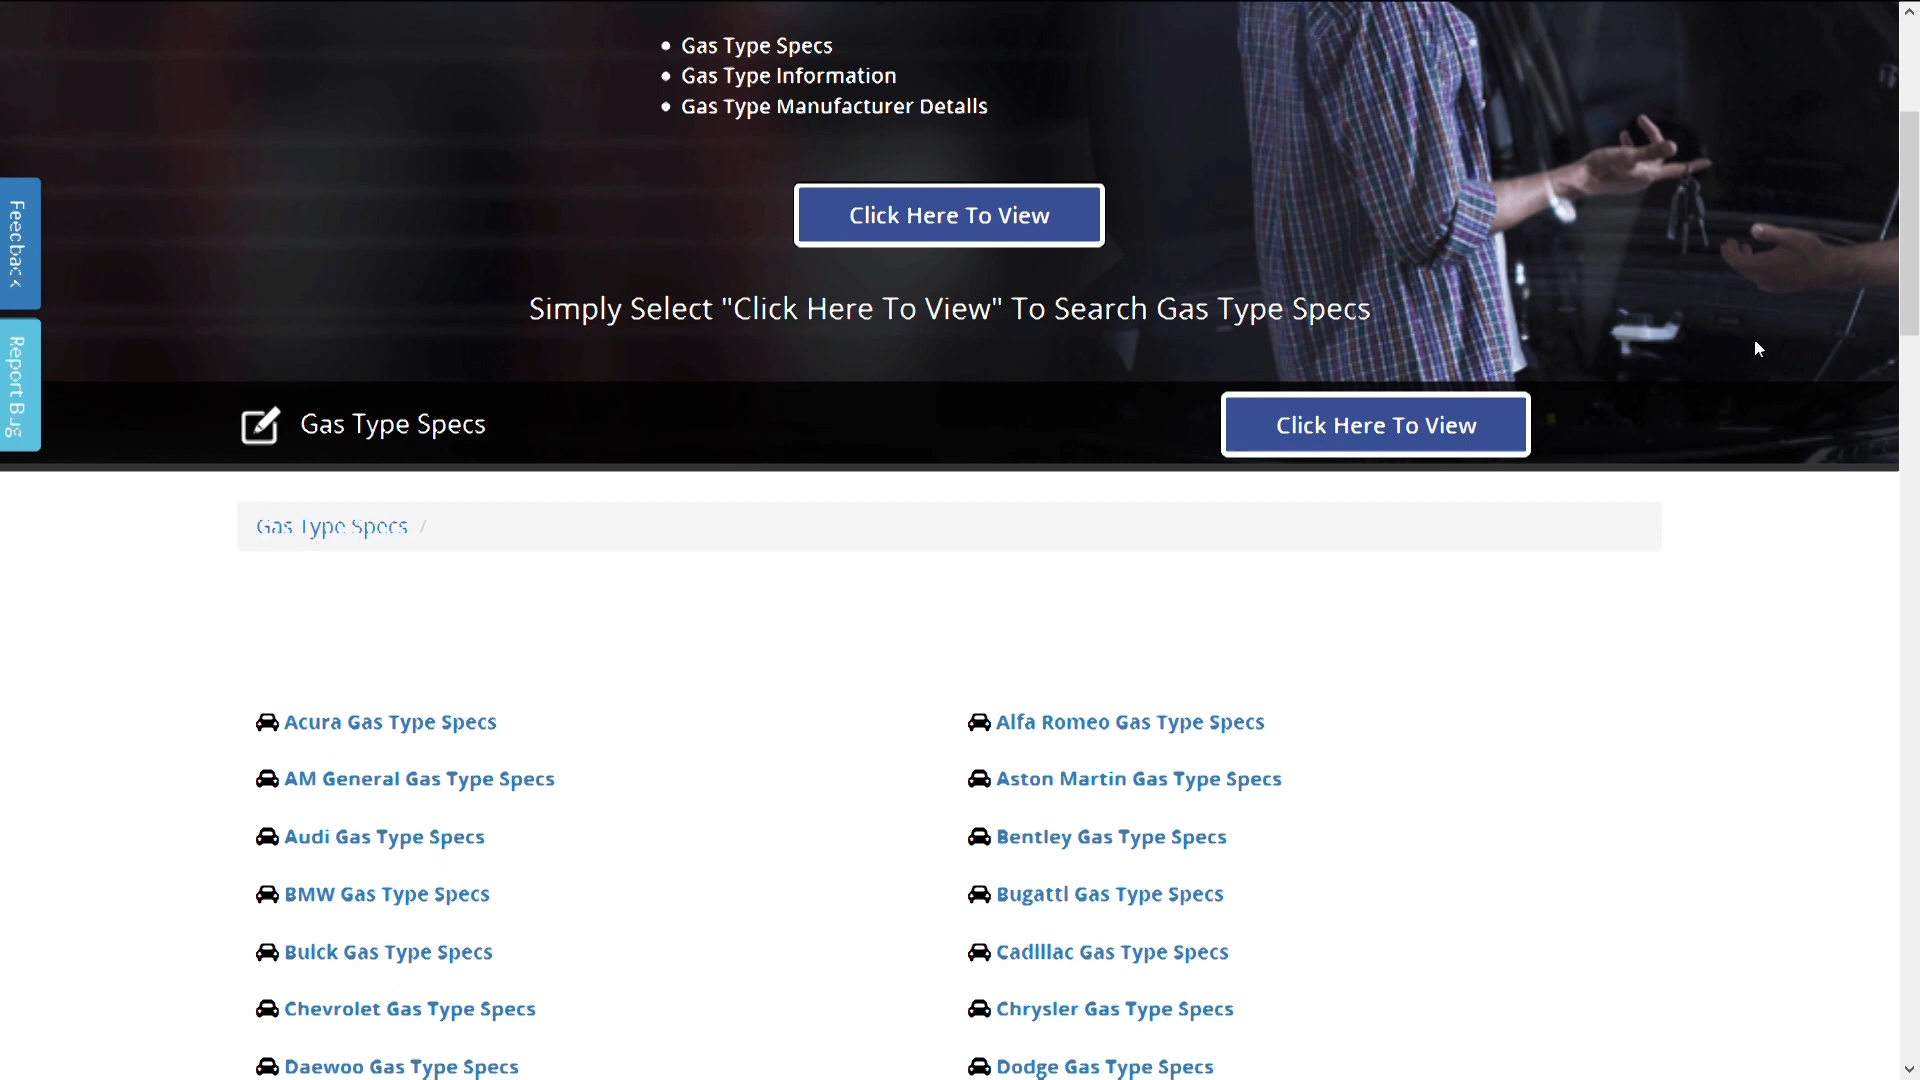 Gas Type Specs
Gas Type Information
Gas Type Manufacturer Details
Click Here To View
Simply Select "Click Here To View" To Search Gas Type Specs
Feedback
Report Bug
Gas Type Specs
Click Here To View
Gas Type Specs /
Acura Gas Type Specs
Alfa Romeo Gas Type Specs
AM General Gas Type Specs
Aston Martin Gas Type Specs
Audi Gas Type Specs
Bentley Gas Type Specs
BMW Gas Type Specs
Bugatti Gas Type Specs
Buick Gas Type Specs
Cadillac Gas Type Specs
Chevrolet Gas Type Specs
Chrysler Gas Type Specs
Daewoo Gas Type Specs
Dodge Gas Type Specs